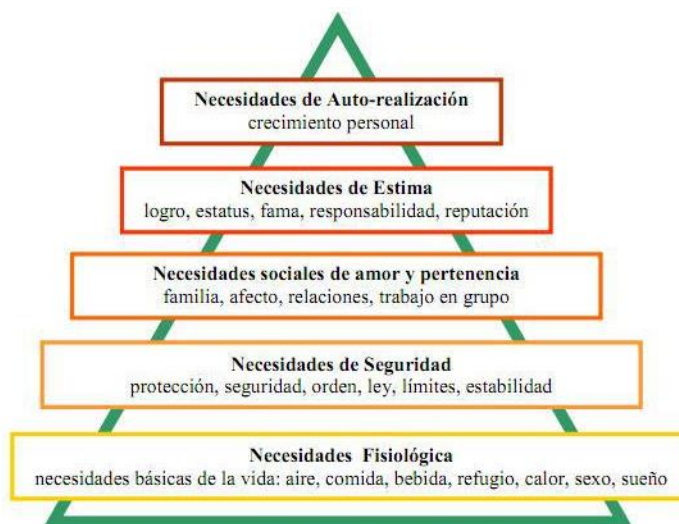 Necesidades de Auto-realización
crecimiento personal
Necesidades de Estima
logro, estatus, fama, responsabilidad, reputación
Necesidades sociales de amor y pertenencia
familia, afecto, relaciones, trabajo en grupo
Necesidades de Seguridad
protección, seguridad, orden, ley, límites, estabilidad
Necesidades Fisiológica
necesidades básicas de la vida: aire, comida, bebida, refugio, calor, sexo, sueño